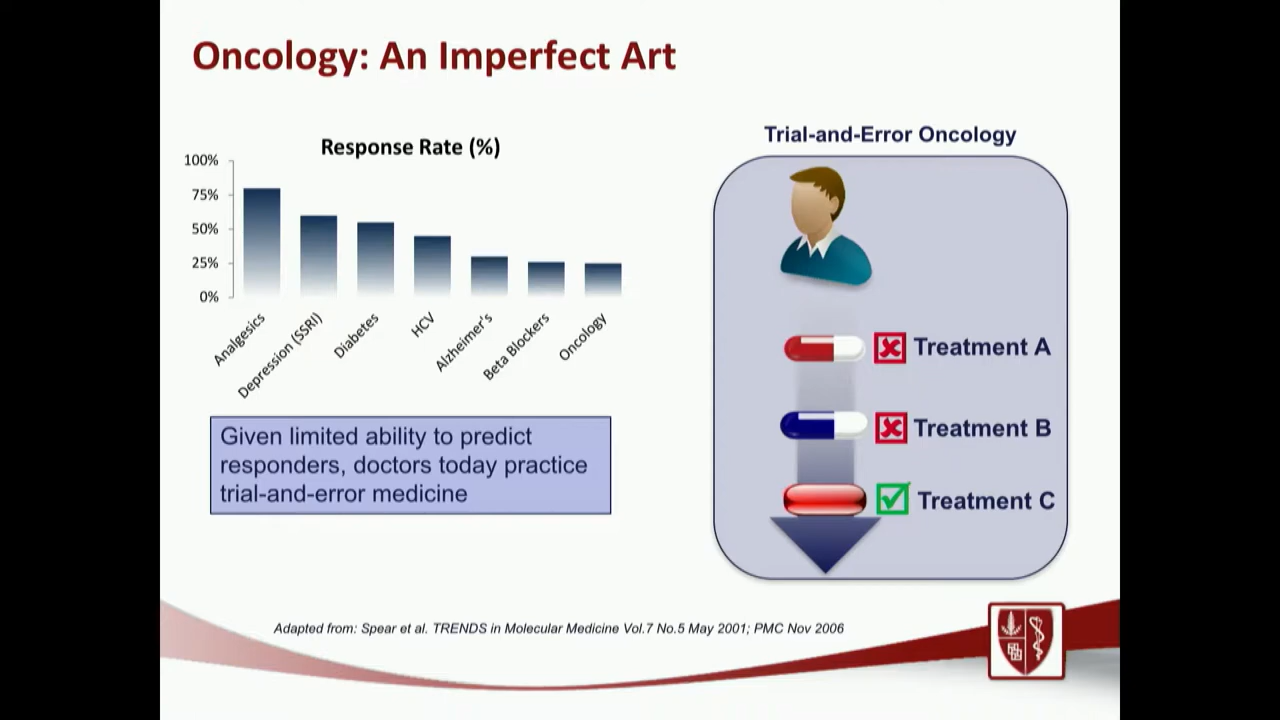 Oncology: An Imperfect Art
Response Rate (%)
100%
75%
50%
25%
0%
Analgesics
Depression (SSRI)
Diabetes
HCV
Alzheimer's
Beta Blockers
Oncology
Given limited ability to predict
responders, doctors today practice
trial-and-error medicine
Trial-and-Error Oncology
Treatment A
Treatment B
Treatment C
Adapted from: Spear et al. TRENDS in Molecular Medicine Vol.7 No.5 May 2001; PMC Nov 2006